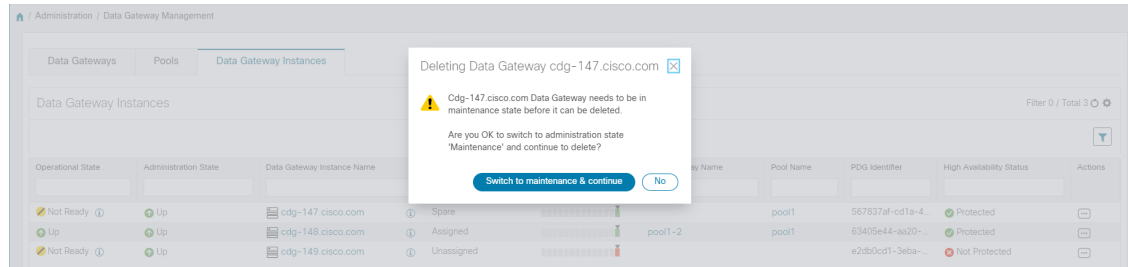 / Administration / Data Gateway Management
Data Gateways
Pools
Data Gateway Instances
Deleting Data Gateway cdg-147.cisco.com
Cdg-147.cisco.com Data Gateway needs to be in
maintenance state before it can be deleted.
Are you OK to switch to administration state
'Maintenance' and continue to delete?
Switch to maintenance & continue
No
Data Gateway Instances
Filter 0 / Total 3
Operational State Administration State Data Gateway Instance Name Name Pool Name PDG Identifier High Availability Status Actions
Not Ready Up cdg-147.cisco.com Spare pool1 567837af-cd1a-4... Protected
Up Up cdg-148.cisco.com Assigned pool1-2 pool1 63405e44-aa20-... Protected
Not Ready Up cdg-149.cisco.com Unassigned e2db0cd1-3eba-... Not Protected